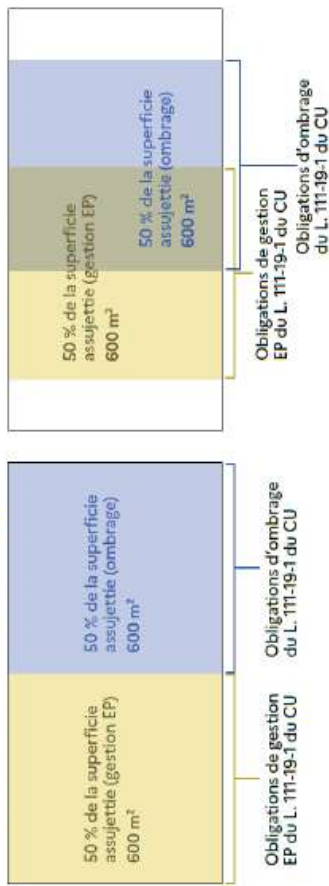 50 % de la superficie
assujettie (gestion EP)
600 m²
50 % de la superficie
assujettie (ombrage)
600 m²
Obligations de gestion
EP du L. 111-19-1 du CU
Obligations d'ombrage
du L. 111-19-1 du CU
50 % de la superficie
assujettie (gestion EP)
600 m²
50 % de la superficie
assujettie (ombrage)
600 m²
Obligations de gestion
EP du L. 111-19-1 du CU
Obligations d'ombrage
du L. 111-19-1 du CU